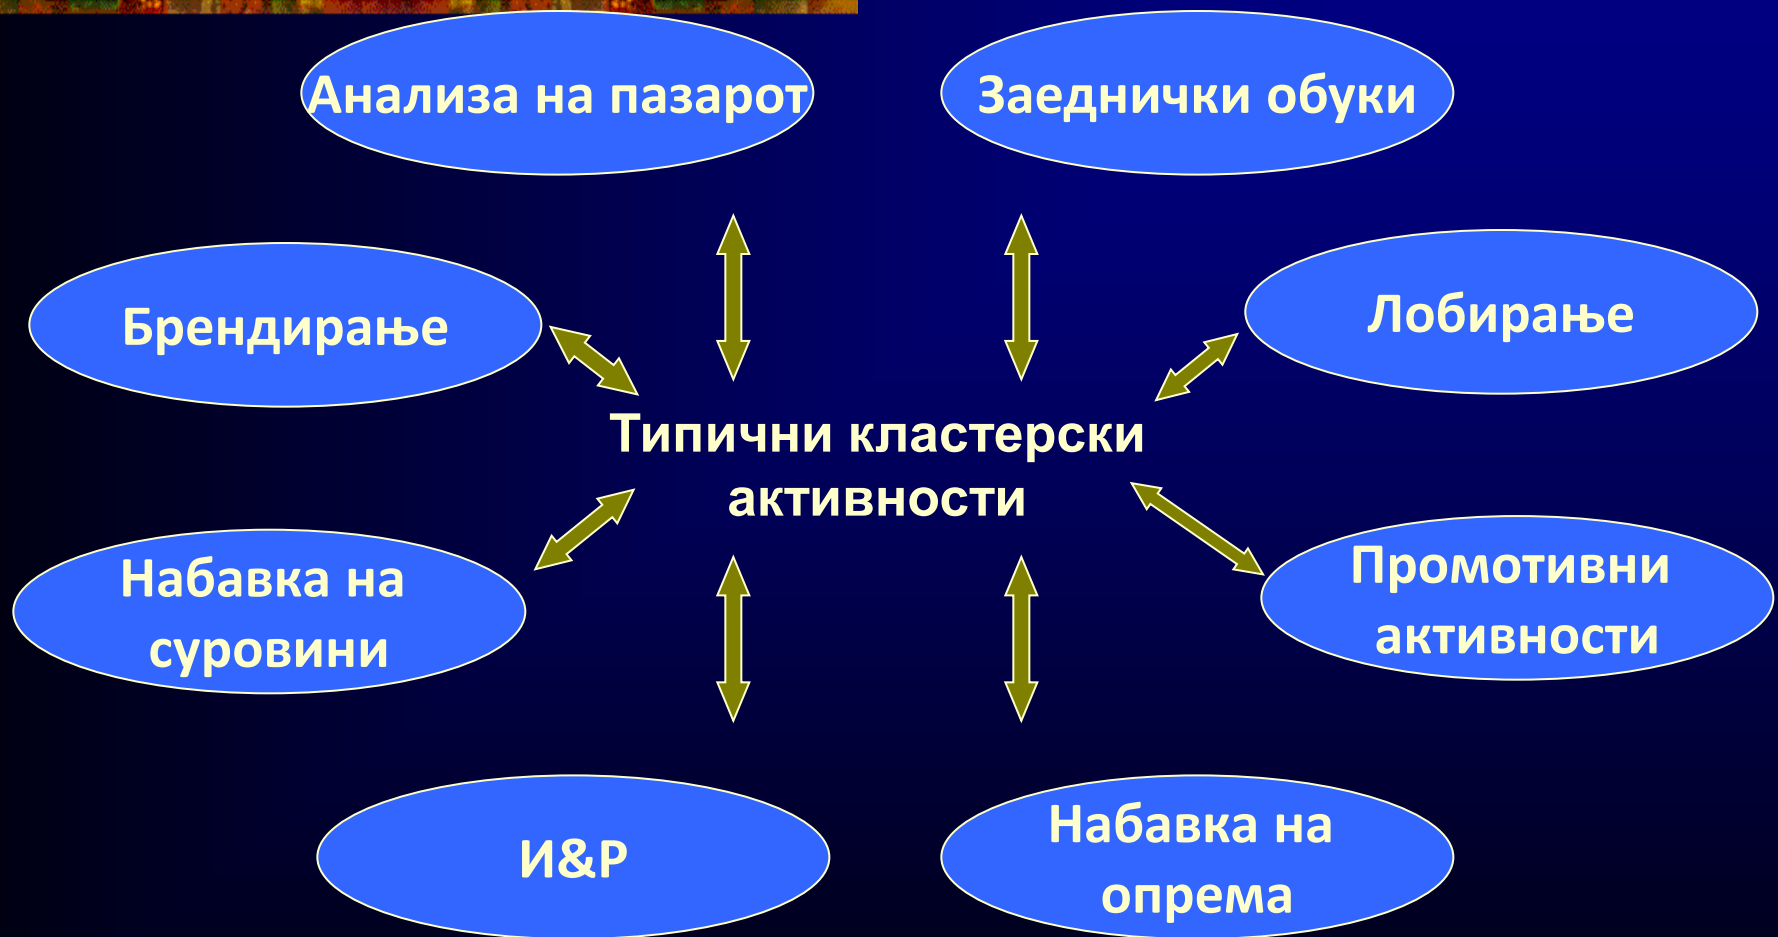 Анализа на пазарот
Заеднички обуки
Брендирање
Лобирање
Типични кластерски
активности
Набавка на
суровини
Промотивни
активности
И&Р
Набавка на
опрема